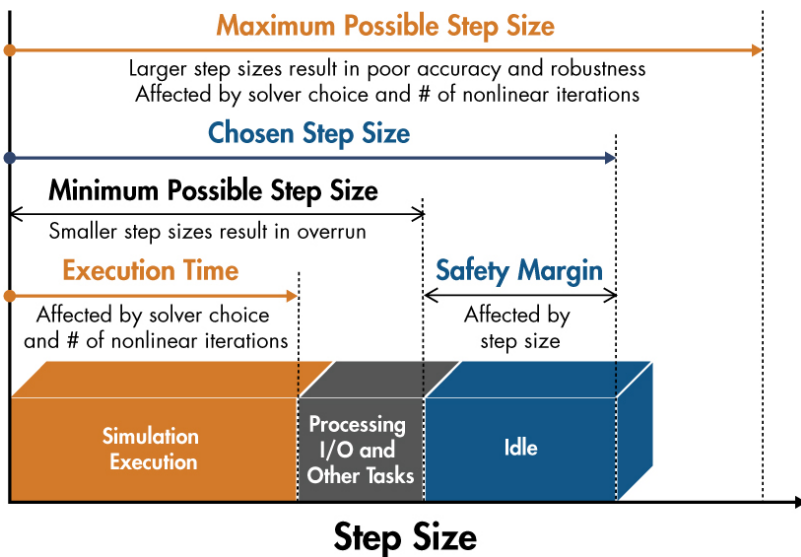 Maximum Possible Step Size
Larger step sizes result in poor accuracy and robustness
Affected by solver choice and # of nonlinear iterations
Chosen Step Size
Minimum Possible Step Size
Smaller step sizes result in overrun
Execution Time
Affected by solver choice
and # of nonlinear iterations
Safety Margin
Affected by
step size
Simulation
Execution
Processing
I/O and
Other Tasks
Idle
Step Size